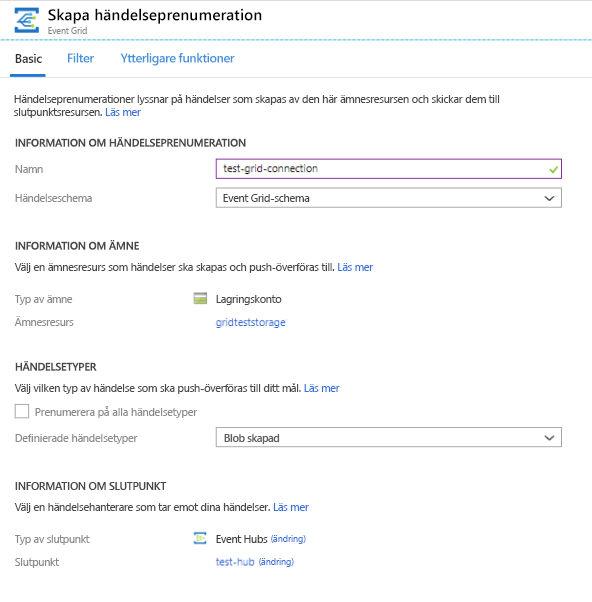 Skapa händelseprenumeration
Event Grid
Basic Filter Ytterligare funktioner
Händelseprenumerationer lyssnar på händelser som skapas av den här ämnesresursen och skickar dem till
slutpunktsresursen. Läs mer
INFORMATION OM HÄNDELSEPRENUMERATION
Namn test-grid-connection
Händelseschema Event Grid-schema
INFORMATION OM ÄMNE
Välj en ämnesresurs som händelser ska skapas och push-överföras till. Läs mer
Typ av ämne Lagringskonto
Ämnesresurs gridteststorage
HÄNDELSETYPER
Välj vilken typ av händelse som ska push-överföras till ditt mål. Läs mer
Prenumerera på alla händelsetyper
Definierade händelsetyper Blob skapad
INFORMATION OM SLUTPUNKT
Välj en händelsehanterare som tar emot dina händelser. Läs mer
Typ av slutpunkt Event Hubs (ändring)
Slutpunkt test-hub (ändring)